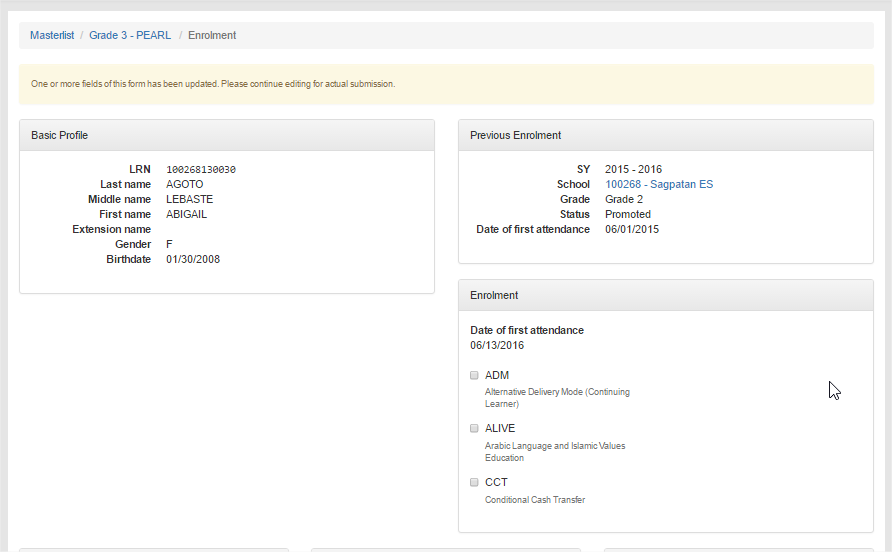 Masterlist / Grade 3 - PEARL / Enrolment
One or more fields of this form has been updated. Please continue editing for actual submission.
Basic Profile
LRN 100268130030
Last name AGOTO
Middle name LEBASTE
First name ABIGAIL
Extension name
Gender F
Birthdate 01/30/2008
Previous Enrolment
SY 2015 - 2016
School 100268 - Sagpatan ES
Grade Grade 2
Status Promoted
Date of first attendance 06/01/2015
Enrolment
Date of first attendance
06/13/2016
ADM
Alternative Delivery Mode (Continuing
Learner)
ALIVE
Arabic Language and Islamic Values
Education
CCT
Conditional Cash Transfer